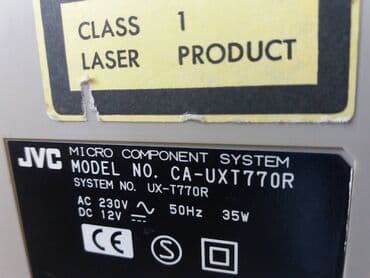 CLASS 1
LASER PRODUCT
JVC MICRO COMPONENT SYSTEM
MODEL NO. CA-UXT770R
SYSTEM NO. UX-T770R
AC 230V ~ 50Hz 35W
DC 12V ⎓
CE S